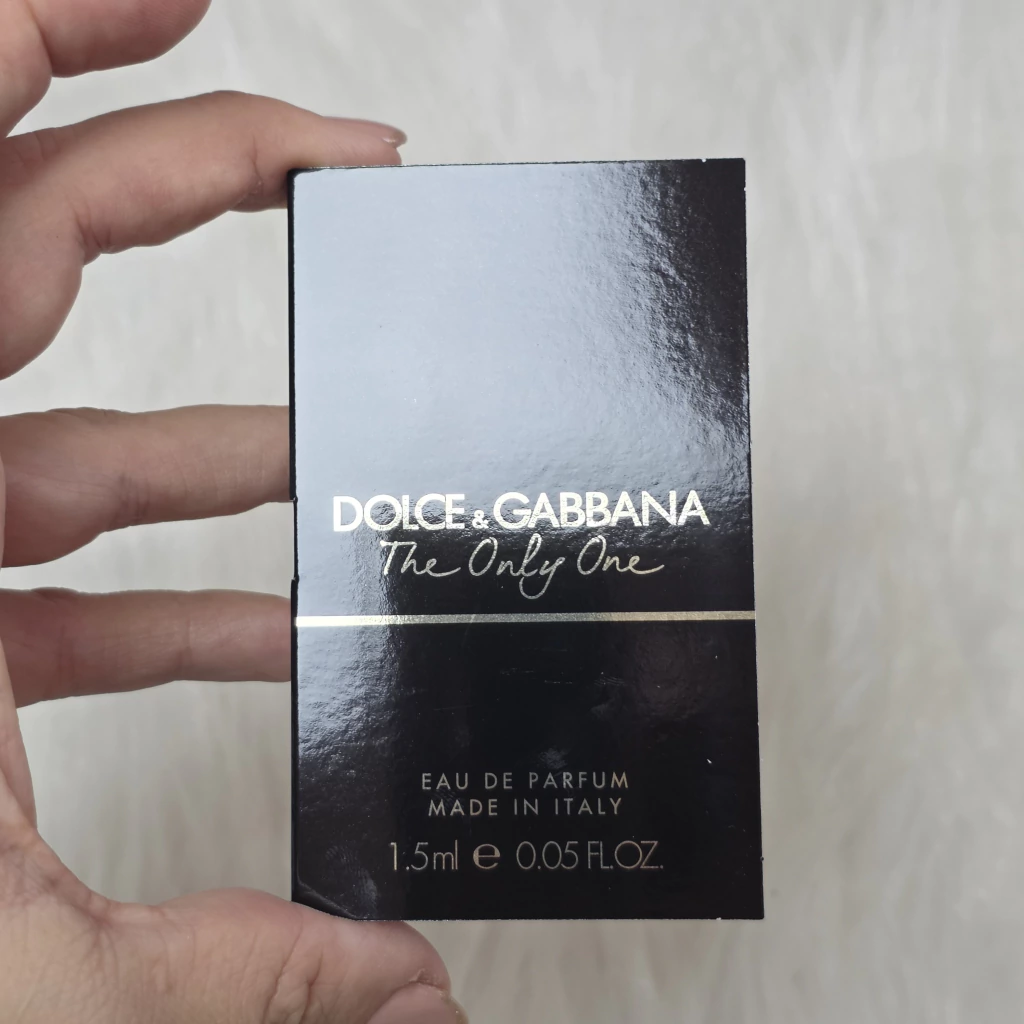 DOLCE & GABBANA
The Only One
EAU DE PARFUM
MADE IN ITALY
1.5ml e 0.05 FL.OZ.